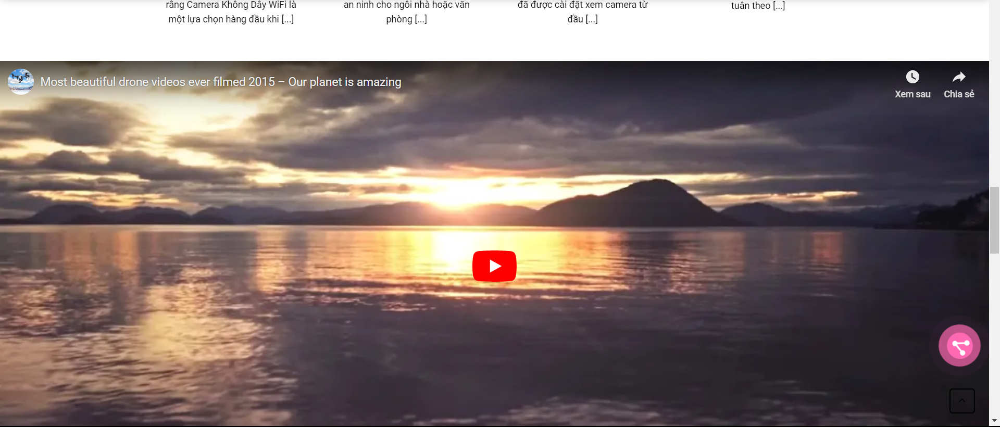 rằng Camera Không Dây WiFi là
một lựa chọn hàng đầu khi [...]
an ninh cho ngôi nhà hoặc văn
phòng [...]
đã được cài đặt xem camera từ
đầu [...]
tuân theo [...]
Most beautiful drone videos ever filmed 2015 – Our planet is amazing
Xem sau
Chia sẻ